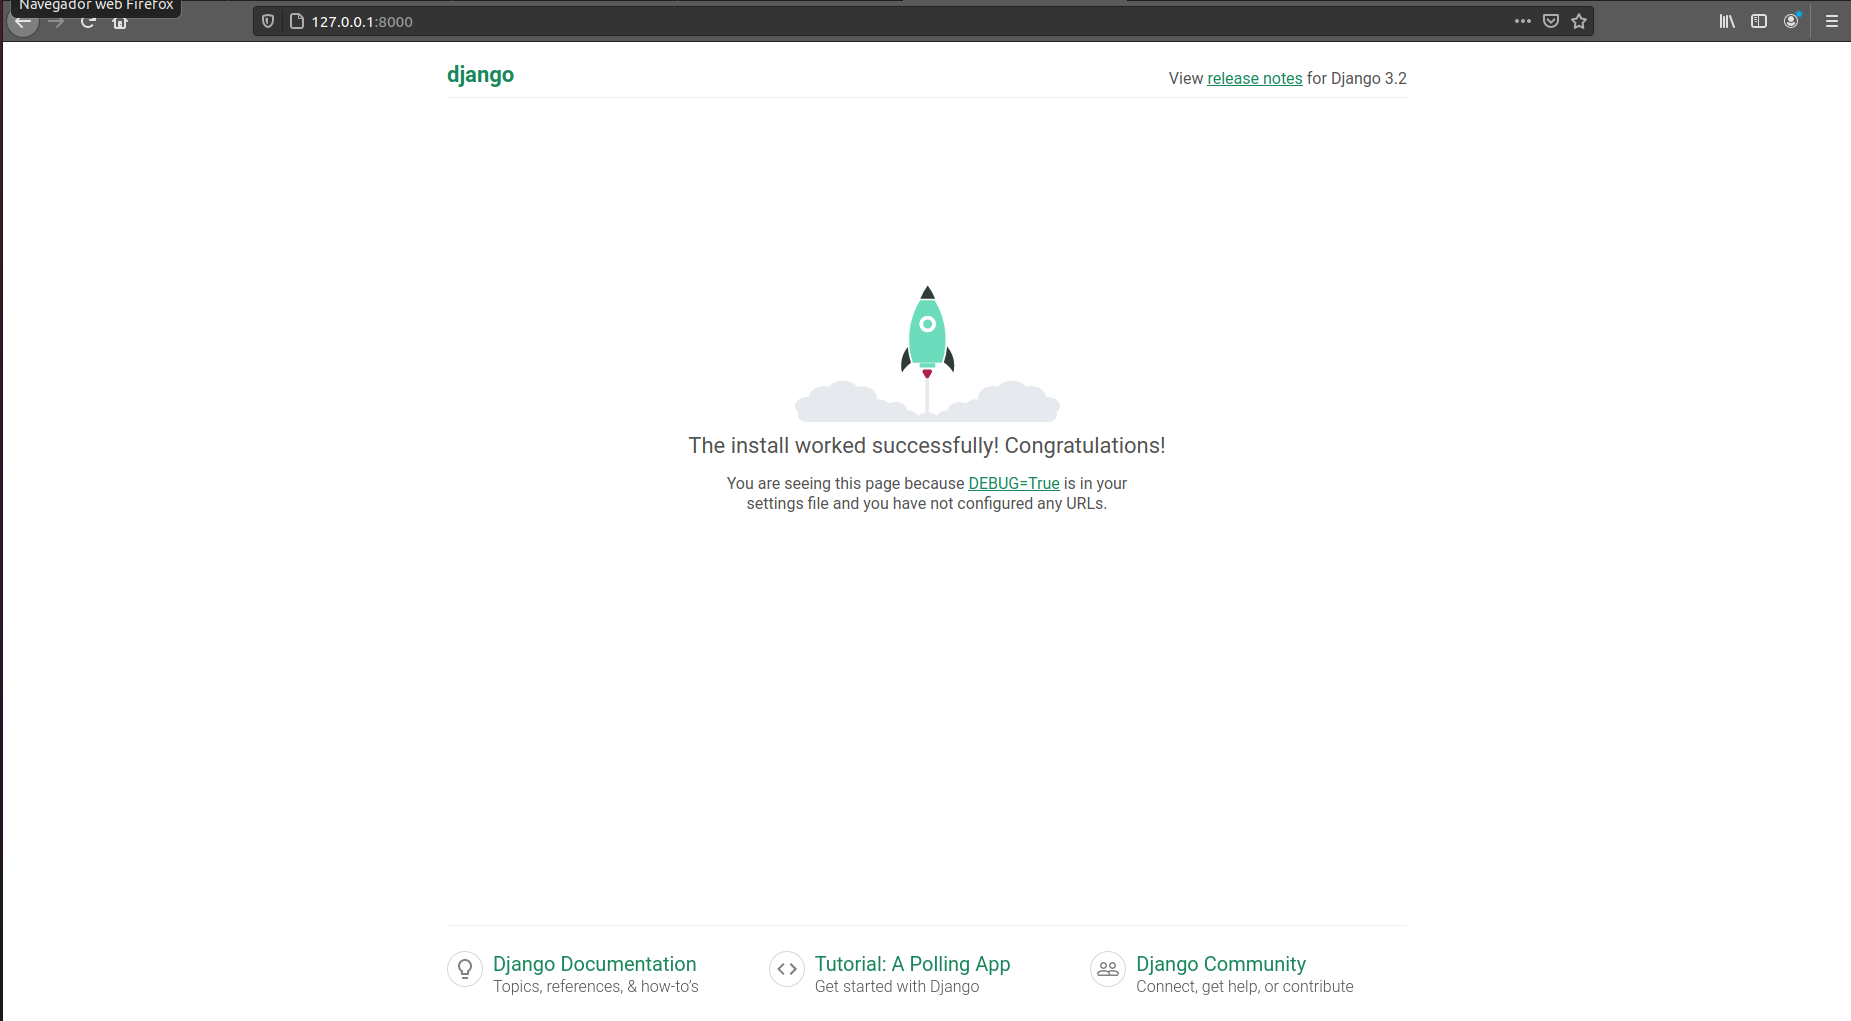 Navegador web Firefox
127.0.0.1:8000
django
View release notes for Django 3.2
The install worked successfully! Congratulations!
You are seeing this page because DEBUG=True is in your
settings file and you have not configured any URLs.
Django Documentation
Topics, references, & how-to's
Tutorial: A Polling App
Get started with Django
Django Community
Connect, get help, or contribute